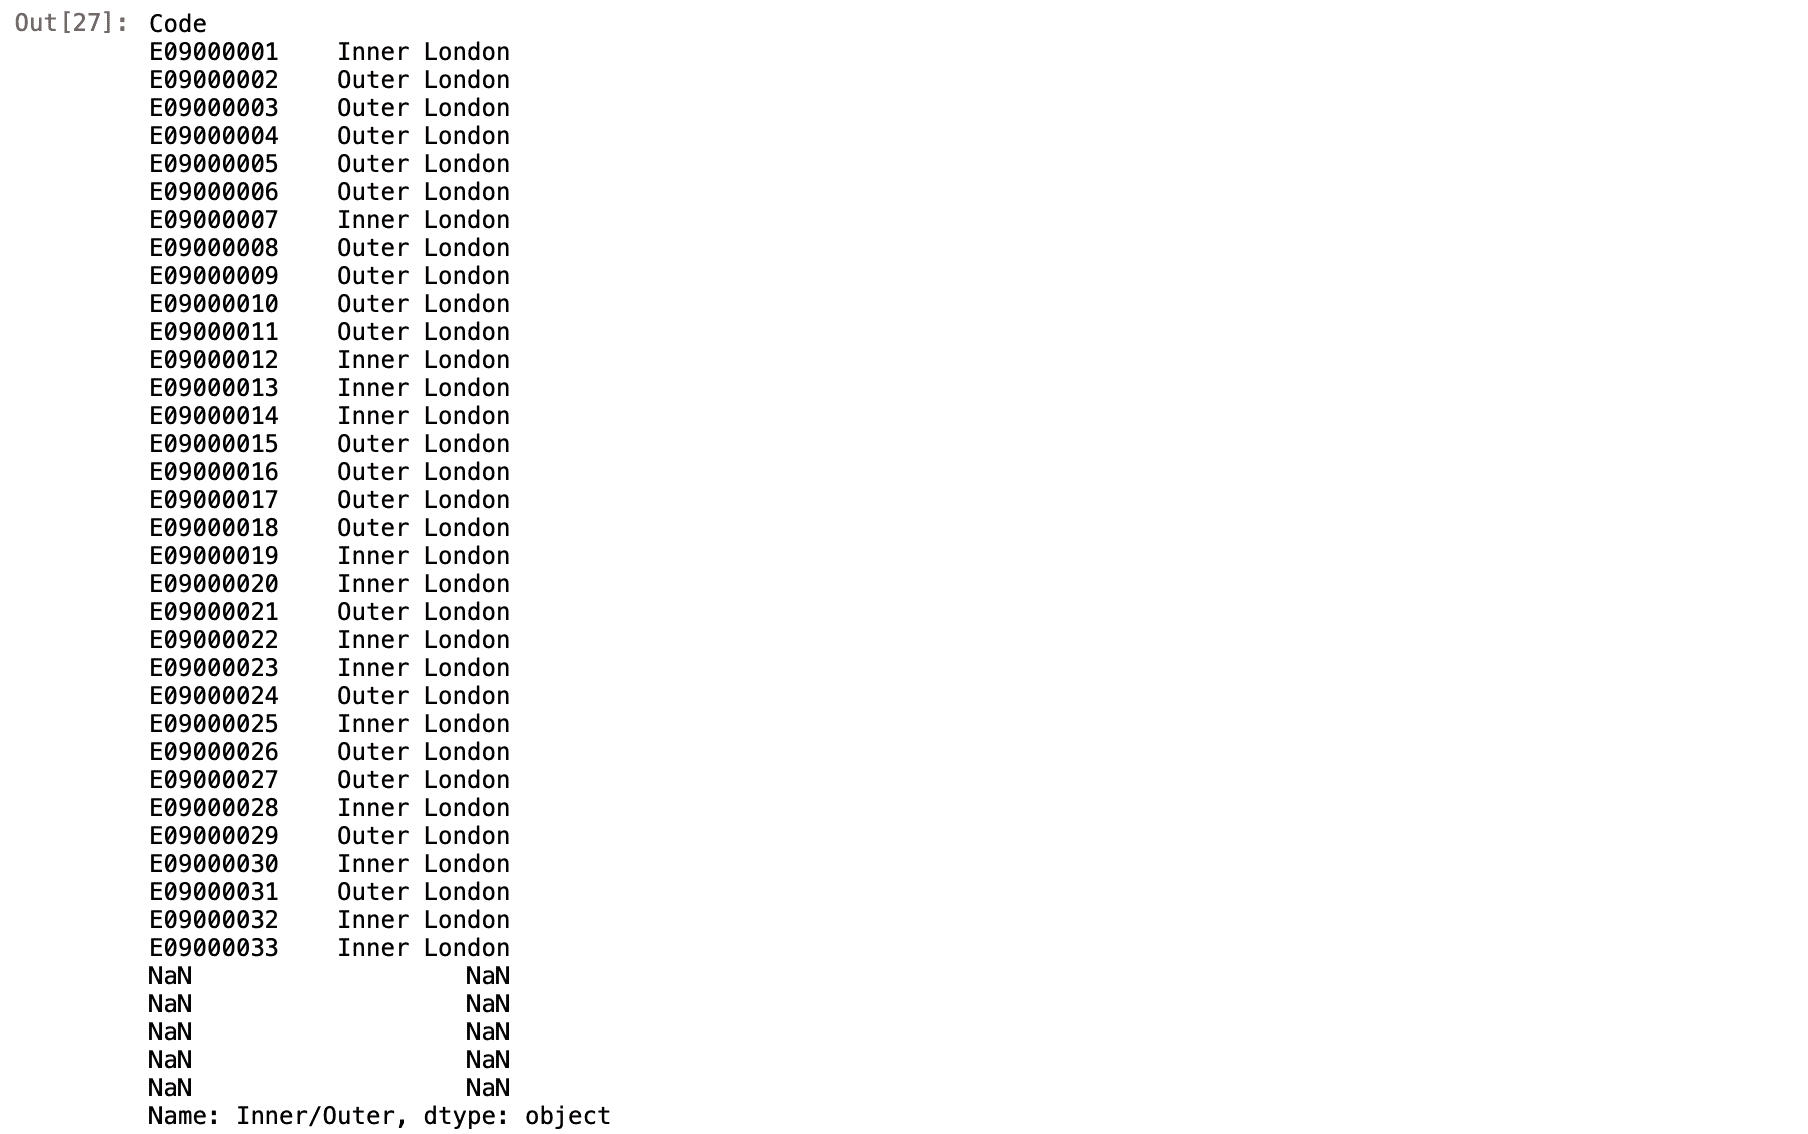 Out[27]: Code
E09000001    Inner London
E09000002    Outer London
E09000003    Outer London
E09000004    Outer London
E09000005    Outer London
E09000006    Outer London
E09000007    Inner London
E09000008    Outer London
E09000009    Outer London
E09000010    Outer London
E09000011    Outer London
E09000012    Inner London
E09000013    Inner London
E09000014    Inner London
E09000015    Outer London
E09000016    Outer London
E09000017    Outer London
E09000018    Outer London
E09000019    Inner London
E09000020    Inner London
E09000021    Outer London
E09000022    Inner London
E09000023    Inner London
E09000024    Outer London
E09000025    Inner London
E09000026    Outer London
E09000027    Outer London
E09000028    Inner London
E09000029    Outer London
E09000030    Inner London
E09000031    Outer London
E09000032    Inner London
E09000033    Inner London
NaN                   NaN
NaN                   NaN
NaN                   NaN
NaN                   NaN
NaN                   NaN
Name: Inner/Outer, dtype: object